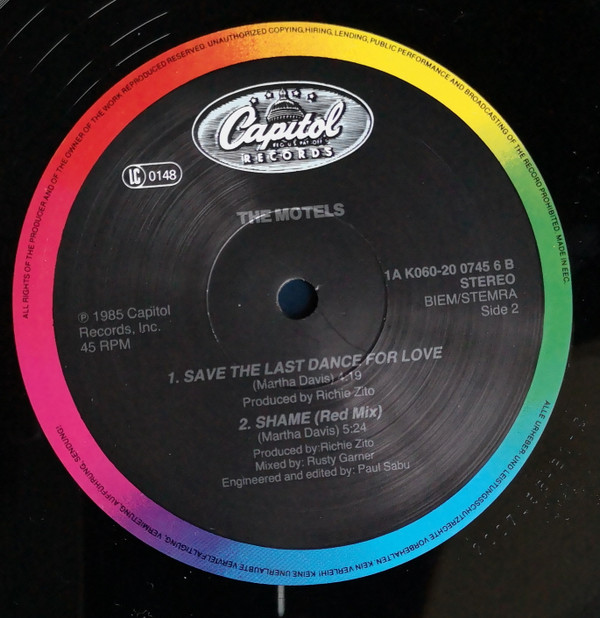 ALL RIGHTS OF THE PRODUCER AND OF THE OWNER OF THE WORK REPRODUCED RESERVED. UNAUTHORIZED COPYING, HIRING, LENDING, PUBLIC PERFORMANCE AND BROADCASTING OF THE RECORD PROHIBITED. MADE IN EEC.
Capitol
RECORDS
LC 0148
THE MOTELS
1A K060-20 0745 6 B
STEREO
BIEM/STEMRA
Side 2
℗ 1985 Capitol
Records, Inc.
45 RPM
1. SAVE THE LAST DANCE FOR LOVE
(Martha Davis) 4:19
Produced by Richie Zito
2. SHAME (Red Mix)
(Martha Davis) 5:24
Produced by: Richie Zito
Mixed by: Rusty Garner
Engineered and edited by: Paul Sabu
ALLE URHEBER- UND LEISTUNGSSCHUTZRECHTE VORBEHALTEN. KEIN VERLEIH! KEINE UNERLAUBTE VERVIELFÄLTIGUNG, VERMIETUNG, AUFFÜHRUNG, SENDUNG!